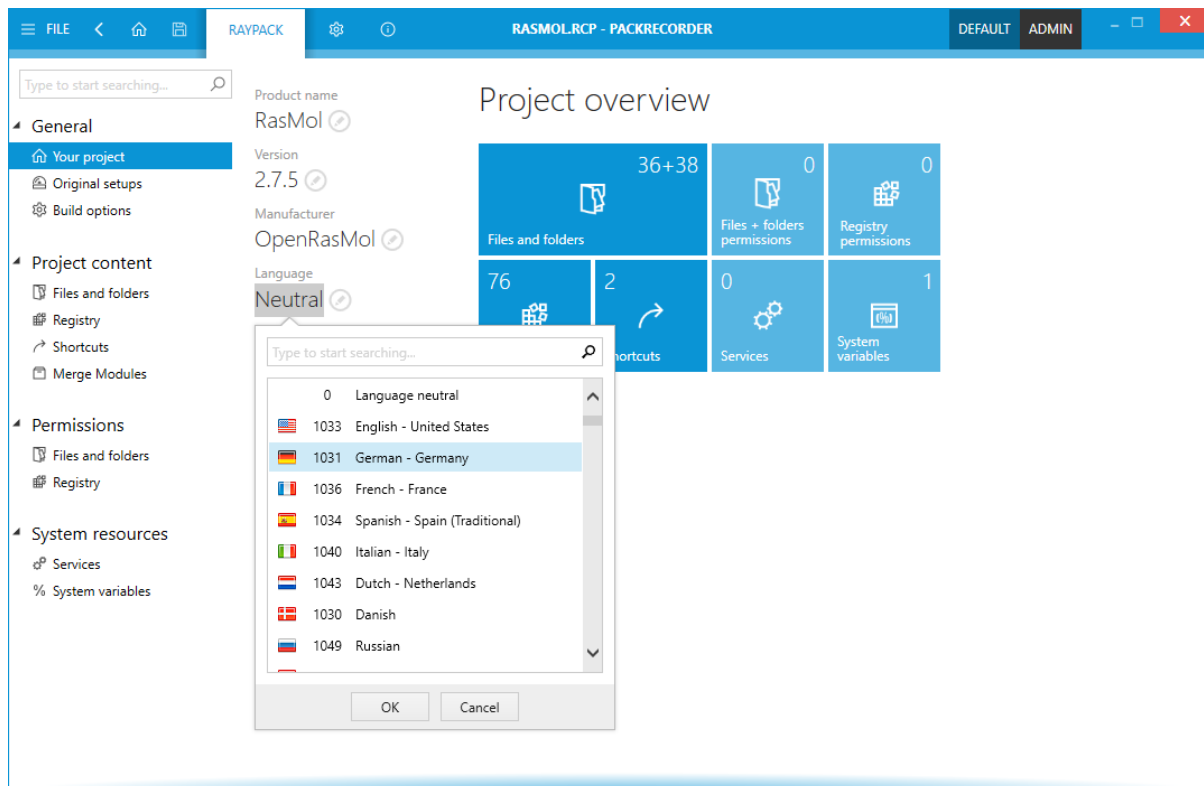 FILE
RAYPACK
RASMOL.RCP - PACKRECORDER
DEFAULT
ADMIN
Type to start searching...
General
Your project
Original setups
Build options
Project content
Files and folders
Registry
Shortcuts
Merge Modules
Permissions
Files and folders
Registry
System resources
Services
% System variables
Product name
RasMol
Version
2.7.5
Manufacturer
OpenRasMol
Language
Neutral
Project overview
36+38
Files and folders
0
Files + folders
permissions
0
Registry
permissions
76
2
hortcuts
0
Services
1
(%)
System
variables
Type to start searching...
0 Language neutral
1033 English - United States
1031 German - Germany
1036 French - France
1034 Spanish - Spain (Traditional)
1040 Italian - Italy
1043 Dutch - Netherlands
1030 Danish
1049 Russian
OK
Cancel